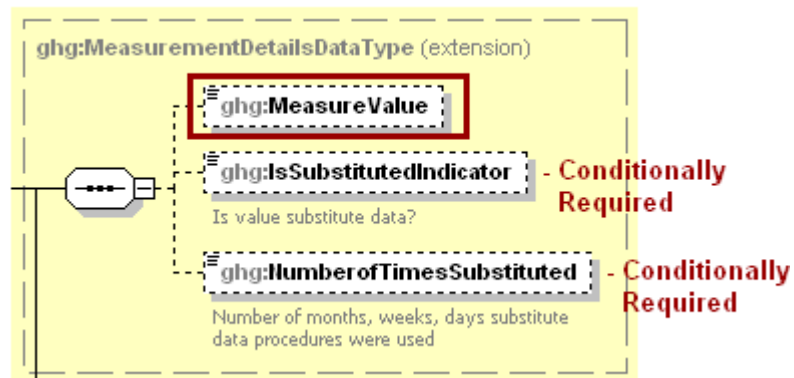 ghg:MeasurementDetailsDataType (extension)
ghg:MeasureValue
ghg:IsSubstitutedIndicator - Conditionally
Required
Is value substitute data?
ghg:NumberofTimesSubstituted - Conditionally
Required
Number of months, weeks, days substitute
data procedures were used